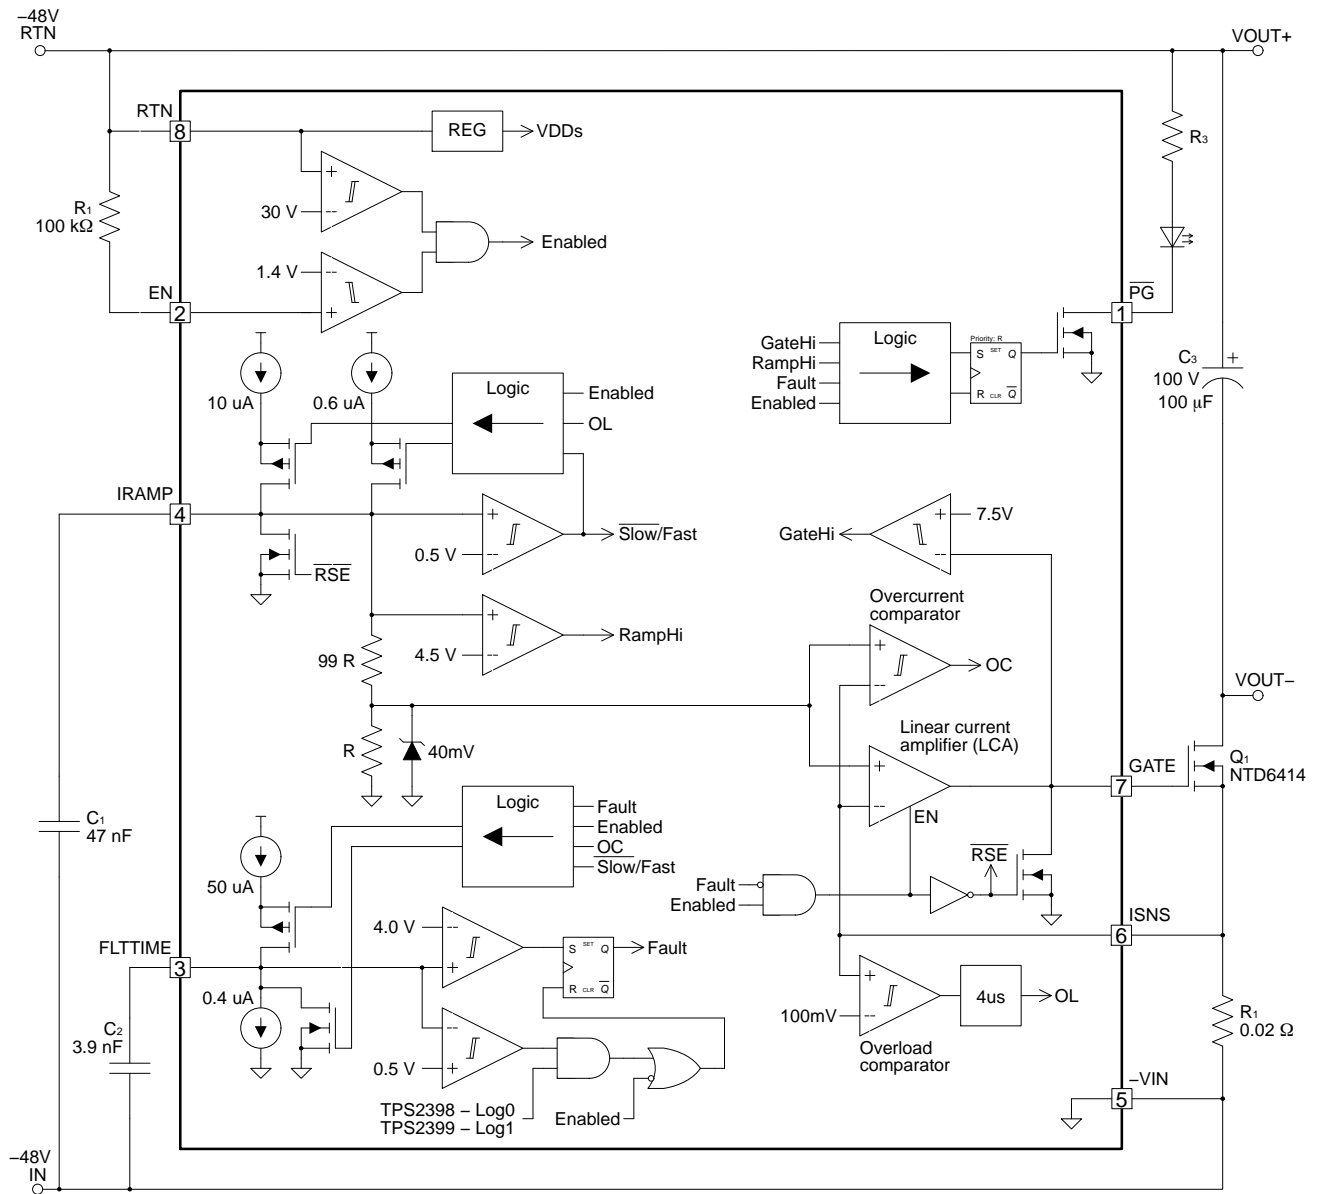 −48V
RTN
VOUT+
RTN
8
REG
VDDs
R3
+
30 V
--
R1
100 kΩ
Enabled
1.4 V
--
EN
2
+
PG
1
GateHi
RampHi
Fault
Enabled
Logic
Priority: R
S SET Q
R CLR Q
C3
+
100 V
100 μF
10 uA
0.6 uA
Logic
Enabled
OL
IRAMP
4
+
0.5 V
--
Slow/Fast
RSE
GateHi
+
7.5V
--
+
4.5 V
--
RampHi
99 R
Overcurrent
comparator
+
--
OC
VOUT−
R
40mV
Linear current
amplifier (LCA)
+
--
EN
GATE
7
Q1
NTD6414
C1
47 nF
Logic
Fault
Enabled
OC
Slow/Fast
50 uA
Fault
Enabled
RSE
ISNS
6
4.0 V
--
+
S SET Q
R CLR Q
Fault
FLTTIME
3
0.4 uA
+
100mV
--
4us
OL
Overload
comparator
R1
0.02 Ω
C2
3.9 nF
--
0.5 V
+
TPS2398 − Log0
TPS2399 − Log1
Enabled
−VIN
5
−48V
IN